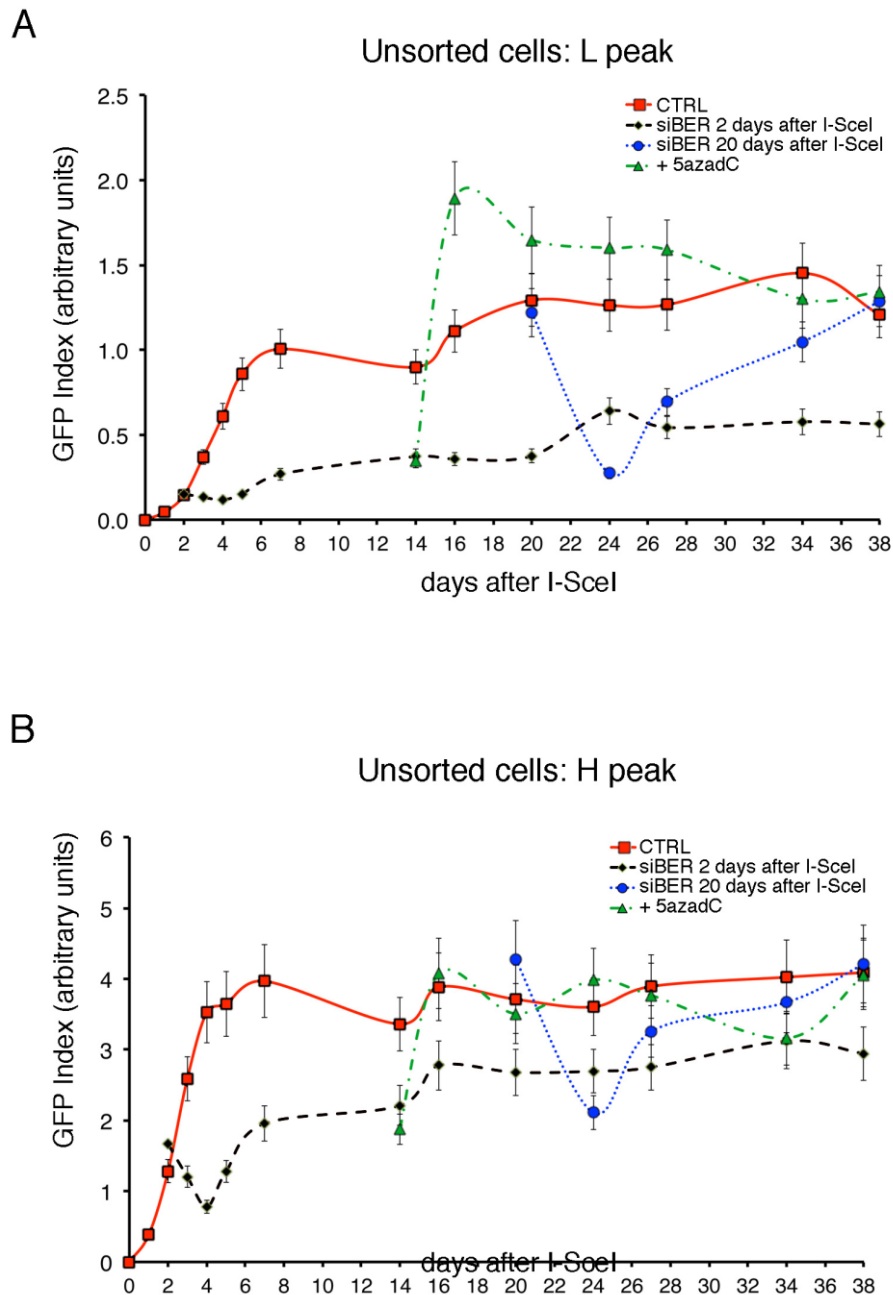 A
Unsorted cells: L peak
GFP Index (arbitrary units)
2.5
2.0
1.5
1.0
0.5
0.0
CTRL
siBER 2 days after I-SceI
siBER 20 days after I-SceI
+ 5azadC
0 2 4 6 8 10 12 14 16 18 20 22 24 26 28 30 32 34 36 38
days after I-SceI
B
Unsorted cells: H peak
GFP Index (arbitrary units)
6
5
4
3
2
1
0
CTRL
siBER 2 days after I-SceI
siBER 20 days after I-SceI
+ 5azadC
days after I-SceI
0 2 4 6 8 10 12 14 16 18 20 22 24 26 28 30 32 34 36 38